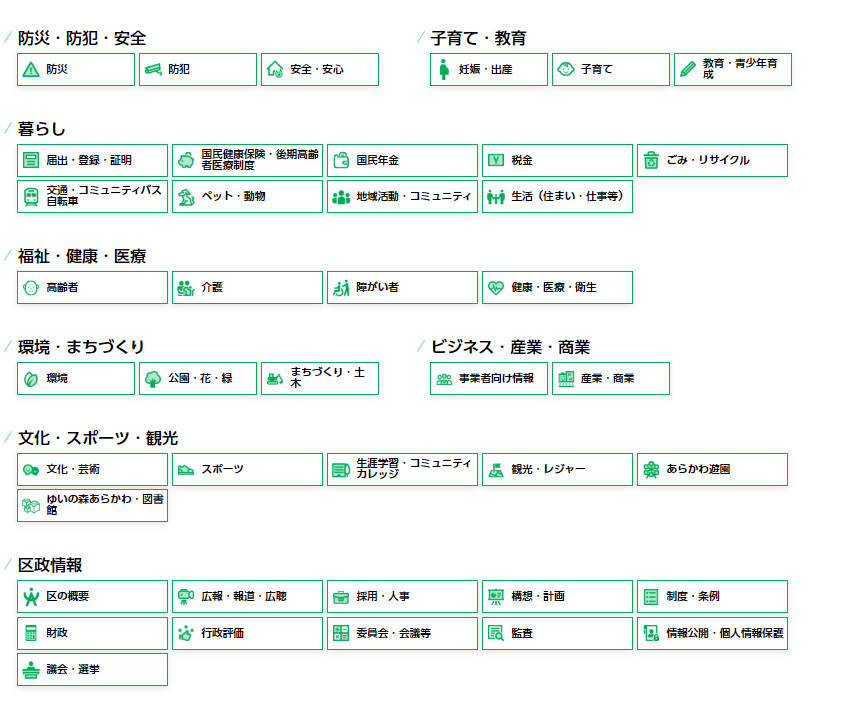 防災・防犯・安全
防災
防犯
安全・安心
子育て・教育
妊娠・出産
子育て
教育・青少年育
成
暮らし
届出・登録・証明
国民健康保険・後期高齢
者医療制度
国民年金
税金
ごみ・リサイクル
交通・コミュニティバス
自転車
ペット・動物
地域活動・コミュニティ
生活（住まい・仕事等）
福祉・健康・医療
高齢者
介護
障がい者
健康・医療・衛生
環境・まちづくり
環境
公園・花・緑
まちづくり・土
木
ビジネス・産業・商業
事業者向け情報
産業・商業
文化・スポーツ・観光
文化・芸術
スポーツ
生涯学習・コミュニティ
カレッジ
観光・レジャー
あらかわ遊園
ゆいの森あらかわ・図書
館
区政情報
区の概要
広報・報道・広聴
採用・人事
構想・計画
制度・条例
財政
行政評価
委員会・会議等
監査
情報公開・個人情報保護
議会・選挙